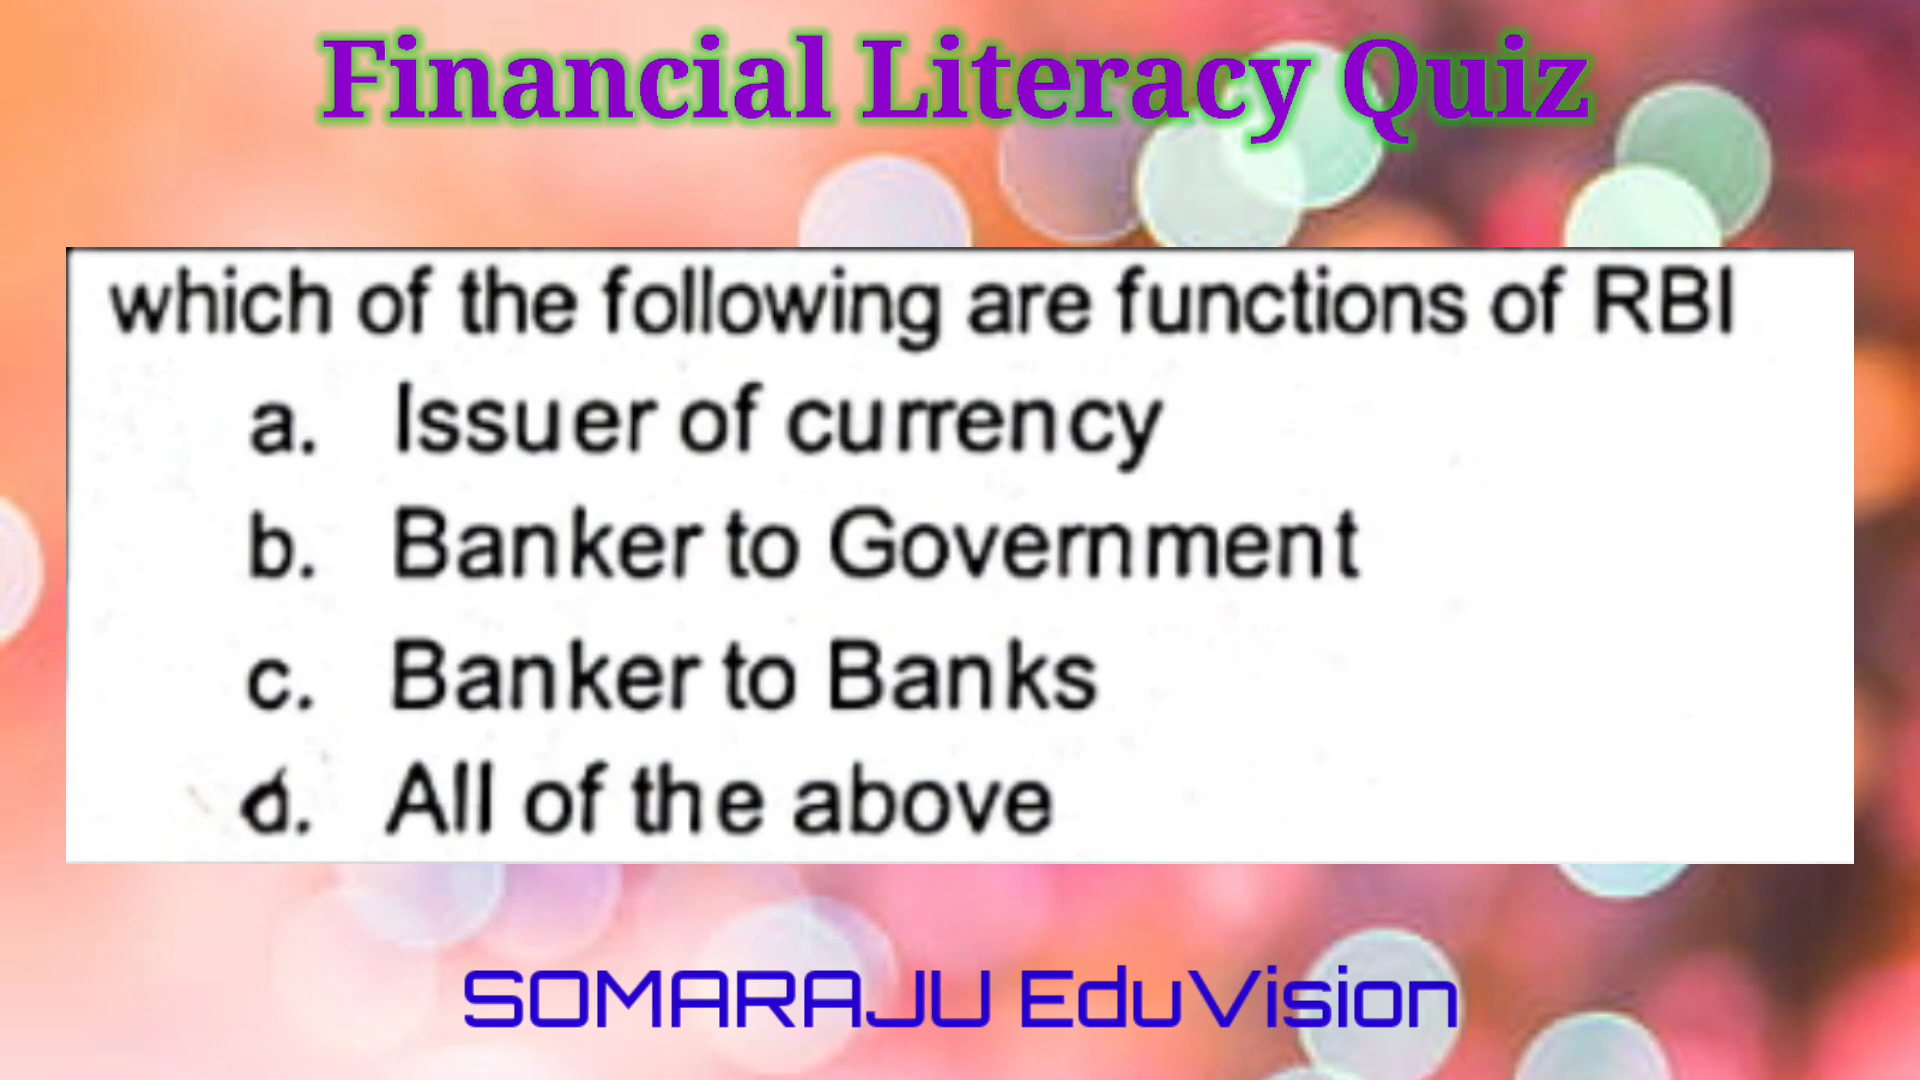 Financial Literacy Quiz
which of the following are functions of RBI
a. Issuer of currency
b. Banker to Government
c. Banker to Banks
d. All of the above
SOMARAJU EduVision